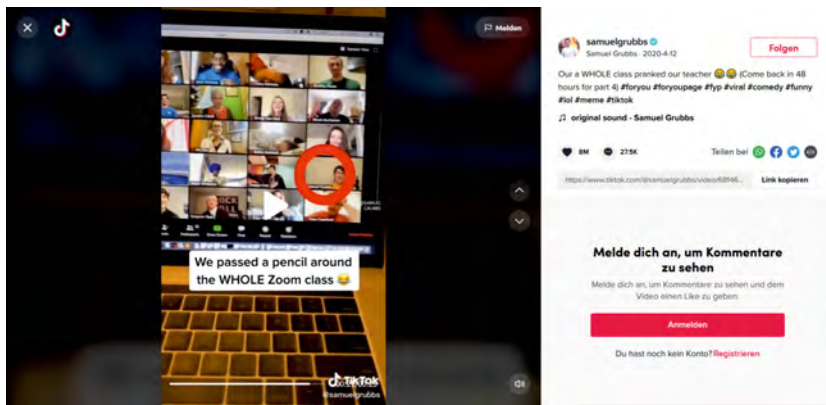 Melden
We passed a pencil around
the WHOLE Zoom class 😂
TikTok
@samuelgrubbs
samuelgrubbs
Samuel Grubbs · 2020-4-12
Folgen
Our a WHOLE class pranked our teacher 😂😂 (Come back in 48
hours for part 4) #foryou #foryoupage #fyp #viral #comedy #funny
#lol #meme #tiktok
♫ original sound - Samuel Grubbs
8M 27.5K Teilen bei
Link kopieren
Melde dich an, um Kommentare
zu sehen
Melde dich an, um Kommentare zu sehen und dem
Video einen Like zu geben.
Anmelden
Du hast noch kein Konto? Registrieren